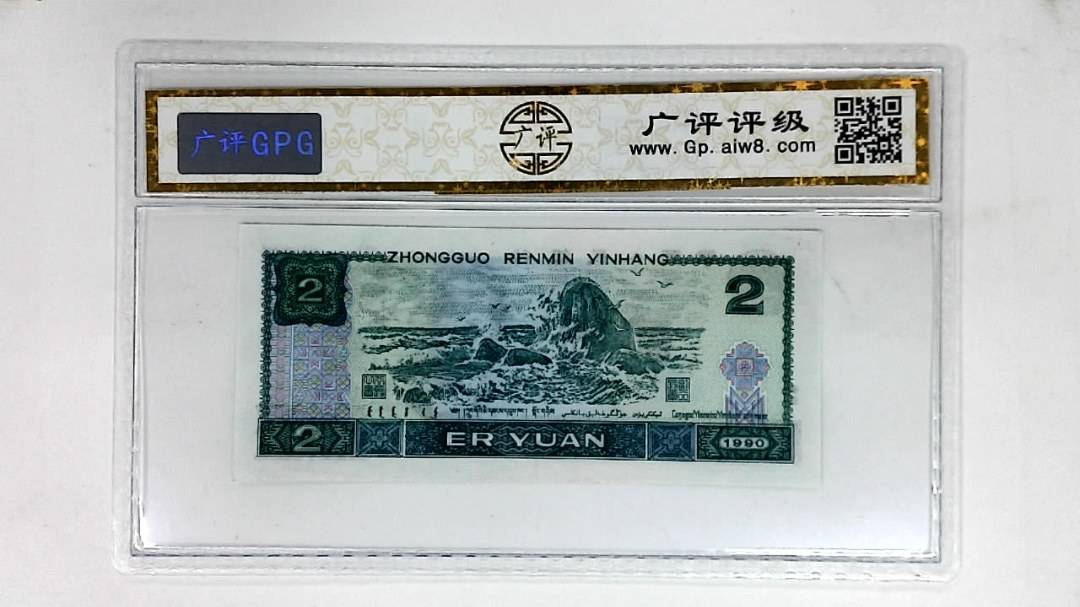 广评GPG
广评
广评评级
www.Gp.aiw8.com
ZHONGGUO RENMIN YINHANG
2
2
2
ER YUAN
1990